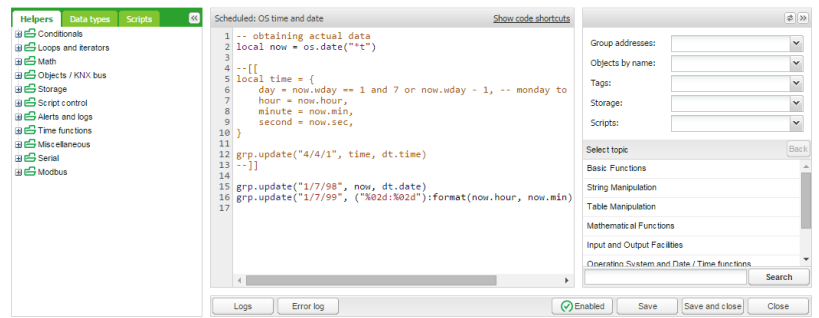 Helpers
Data types
Scripts
Conditionals
Loops and iterators
Math
Objects / KNX bus
Storage
Script control
Alerts and logs
Time functions
Miscellaneous
Serial
Modbus
Scheduled: OS time and date
Show code shortcuts
1 -- obtaining actual data
2 local now = os.date("*t")
3
4 --[[
5 local time = {
6 day = now.wday == 1 and 7 or now.wday - 1, -- monday to
7 hour = now.hour,
8 minute = now.min,
9 second = now.sec,
10 }
11
12 grp.update("4/4/1", time, dt.time)
13 --]]
14
15 grp.update("1/7/98", now, dt.date)
16 grp.update("1/7/99", ("%02d:%02d"):format(now.hour, now.min)
17
Group addresses:
Objects by name:
Tags:
Storage:
Scripts:
Select topic
Back
Basic Functions
String Manipulation
Table Manipulation
Mathematical Functions
Input and Output Facilities
Operating System and Date / Time functions
Search
Logs
Error log
Enabled
Save
Save and close
Close